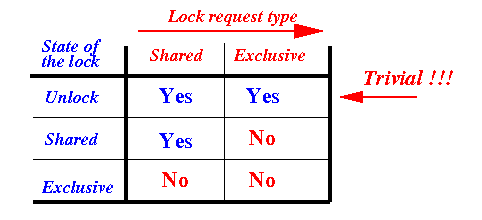 Lock request type
State of
the lock
Shared Exclusive
Trivial !!!
Unlock Yes Yes
Shared Yes No
Exclusive No No